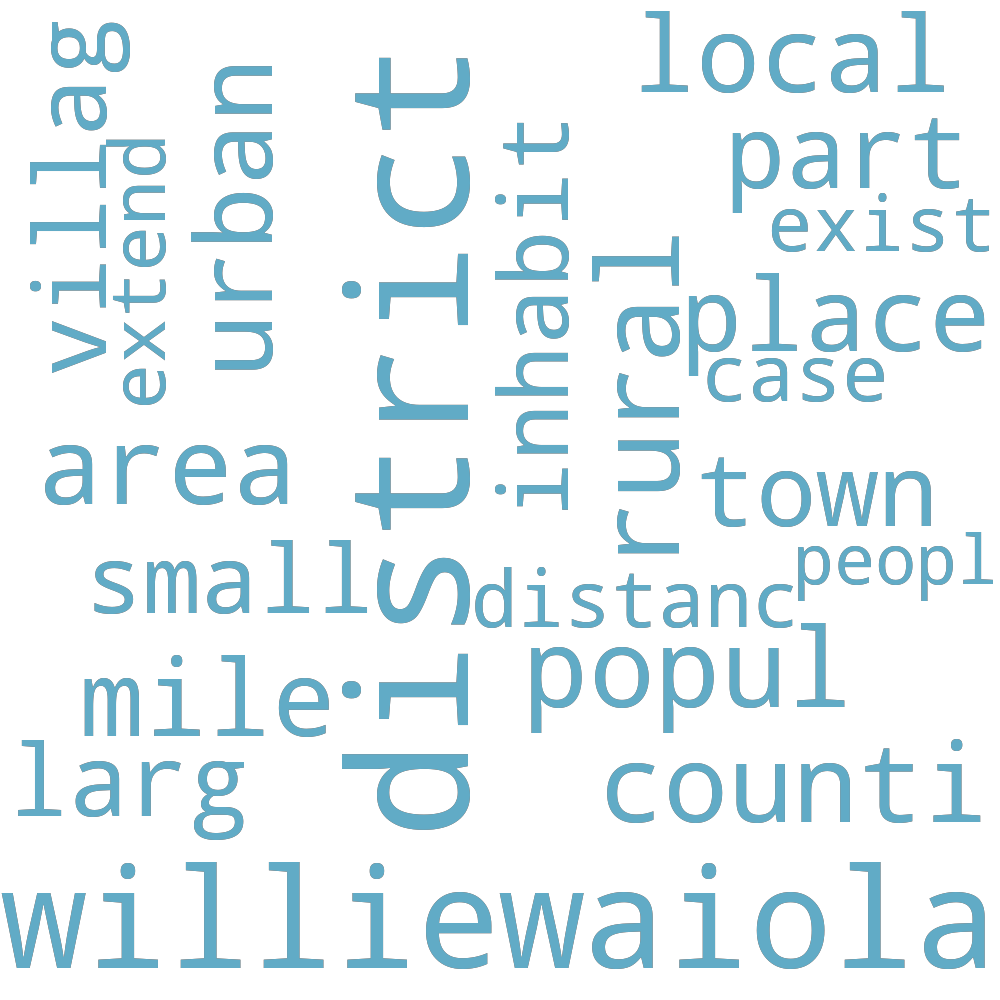 local
villag
urban
district
part
inhabit
extend
exist
rural
place
case
area
town
peopl
small
distanc
popul
mile
larg
counti
williewaiola